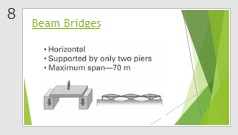 8
Beam Bridges
• Horizontal
• Supported by only two piers
• Maximum span—70 m